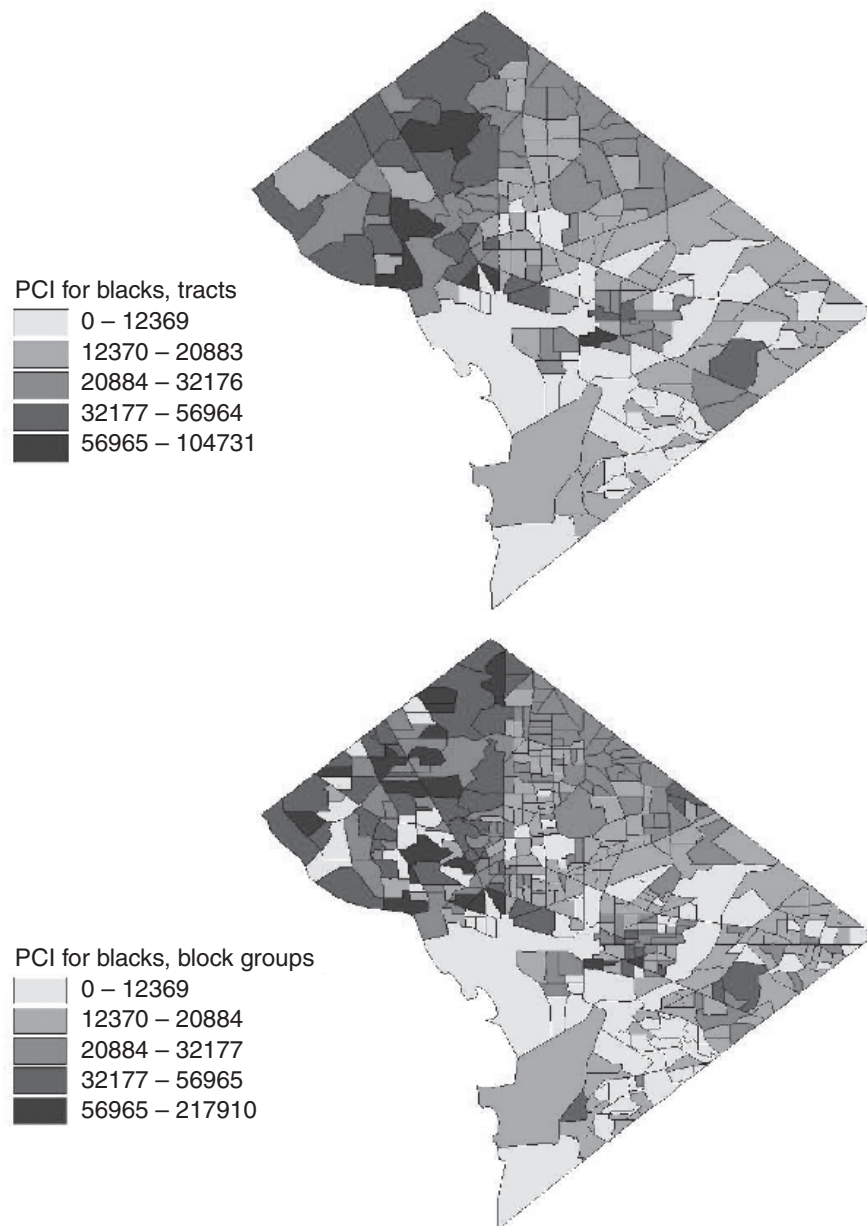 PCI for blacks, tracts
0 – 12369
12370 – 20883
20884 – 32176
32177 – 56964
56965 – 104731
PCI for blacks, block groups
0 – 12369
12370 – 20884
20884 – 32177
32177 – 56965
56965 – 217910